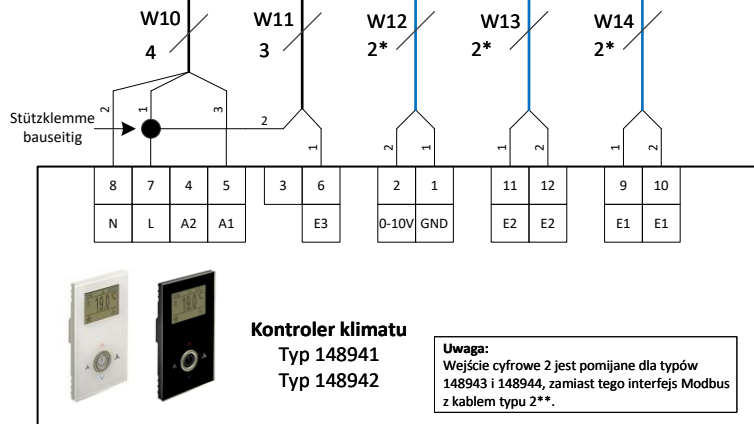 W10 W11 W12 W13 W14
4 3 2* 2* 2*
Stützklemme
bauseitig
2 1 3 2 1 2 1 1 2 1 2
8 7 4 5 3 6 2 1 11 12 9 10
N L A2 A1 E3 0-10V GND E2 E2 E1 E1
19.0°
19.0°
Kontroler klimatu
Typ 148941
Typ 148942
Uwaga:
Wejście cyfrowe 2 jest pomijane dla typów
148943 i 148944, zamiast tego interfejs Modbus
z kablem typu 2**.